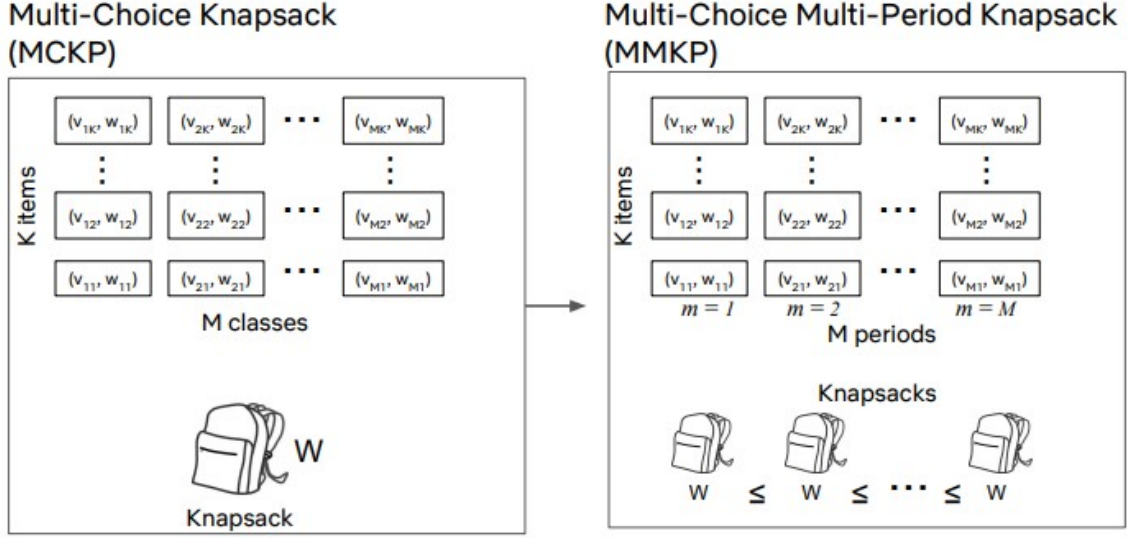 Multi-Choice Knapsack
(MCKP)
K items
(v₁K, w₁K) (v₂K, w₂K) ··· (vMK, wMK)
(v₁₂, w₁₂) (v₂₂, w₂₂) ··· (vM₂, wM₂)
(v₁₁, w₁₁) (v₂₁, w₂₁) ··· (vM₁, wM₁)
M classes
W
Knapsack
Multi-Choice Multi-Period Knapsack
(MMKP)
K items
(v₁K, w₁K) (v₂K, w₂K) ··· (vMK, wMK)
(v₁₂, w₁₂) (v₂₂, w₂₂) ··· (vM₂, wM₂)
(v₁₁, w₁₁) (v₂₁, w₂₁) ··· (vM₁, wM₁)
m = 1 m = 2 m = M
M periods
Knapsacks
W ≤ W ≤ ··· ≤ W